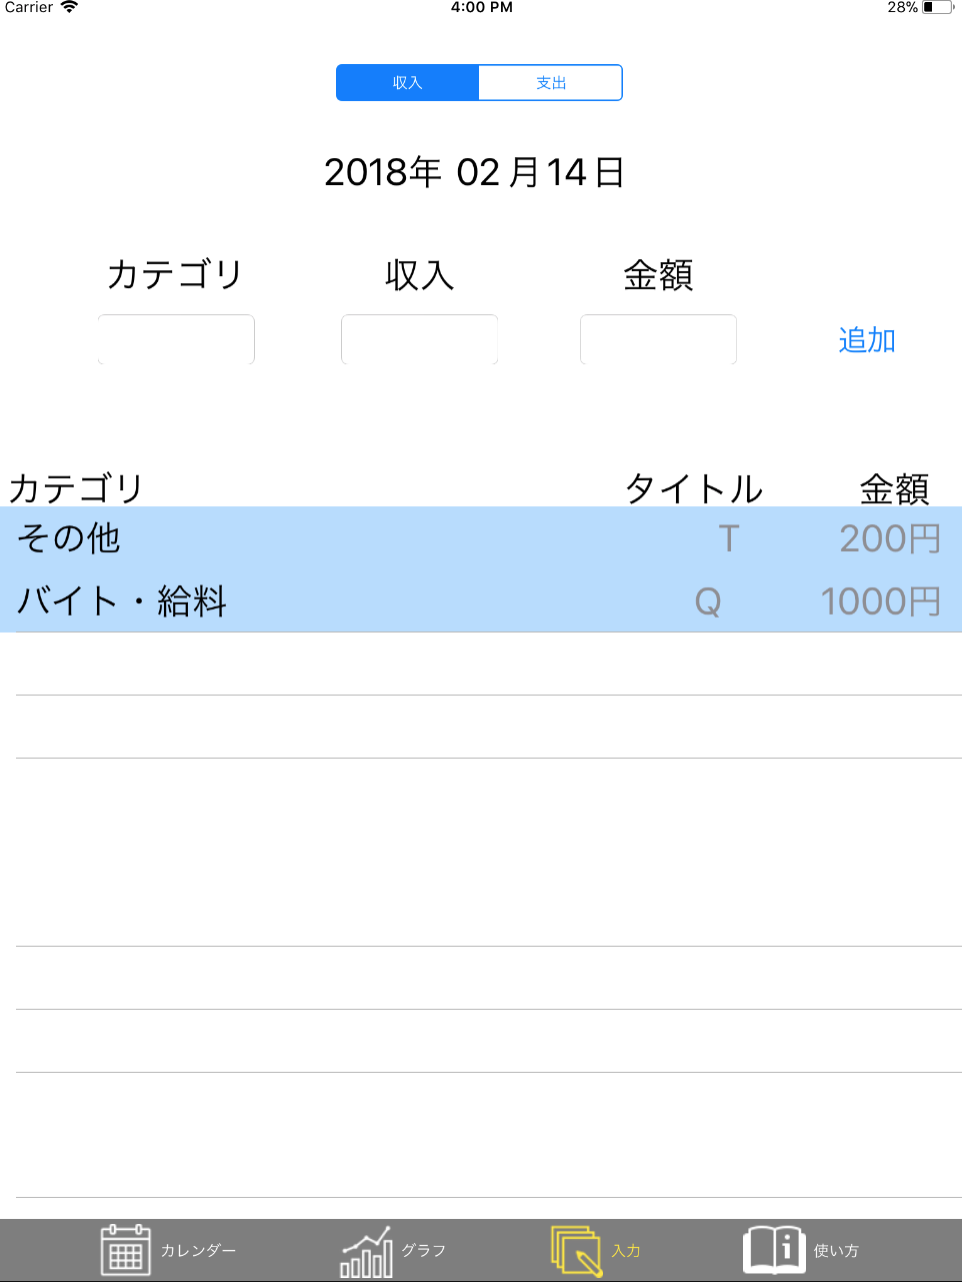 Carrier 4:00 PM 28%
収入 支出
2018年 02月14日
カテゴリ 収入 金額
追加
カテゴリ タイトル 金額
その他 T 200円
バイト・給料 Q 1000円
カレンダー グラフ 入力 使い方